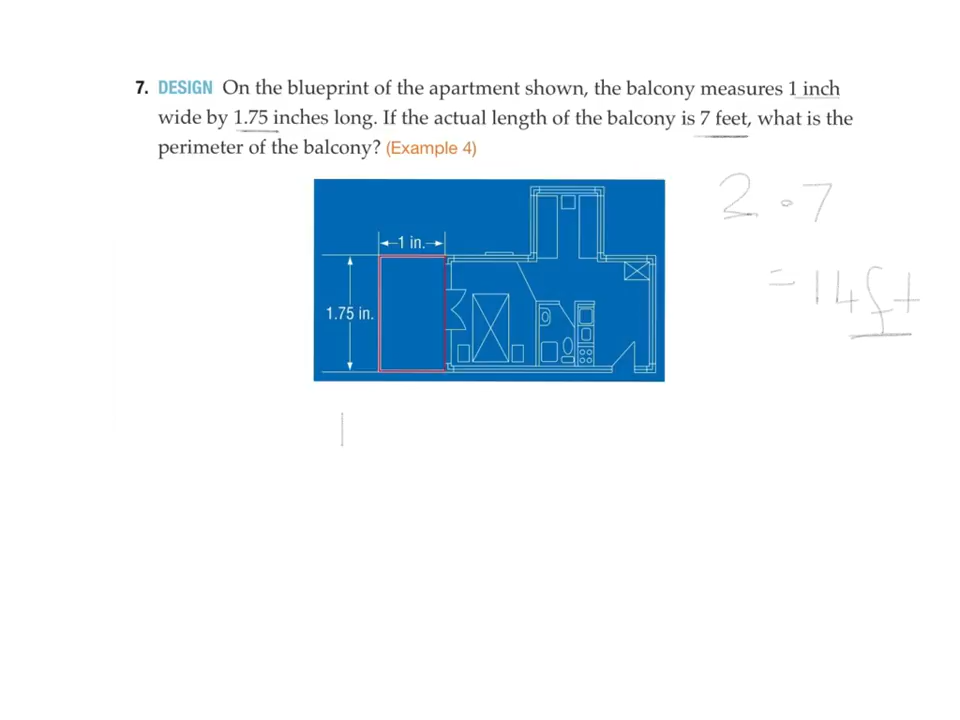 7. DESIGN On the blueprint of the apartment shown, the balcony measures 1 inch
wide by 1.75 inches long. If the actual length of the balcony is 7 feet, what is the
perimeter of the balcony? (Example 4)
2 · 7
= 14 ft
1 in.
1.75 in.